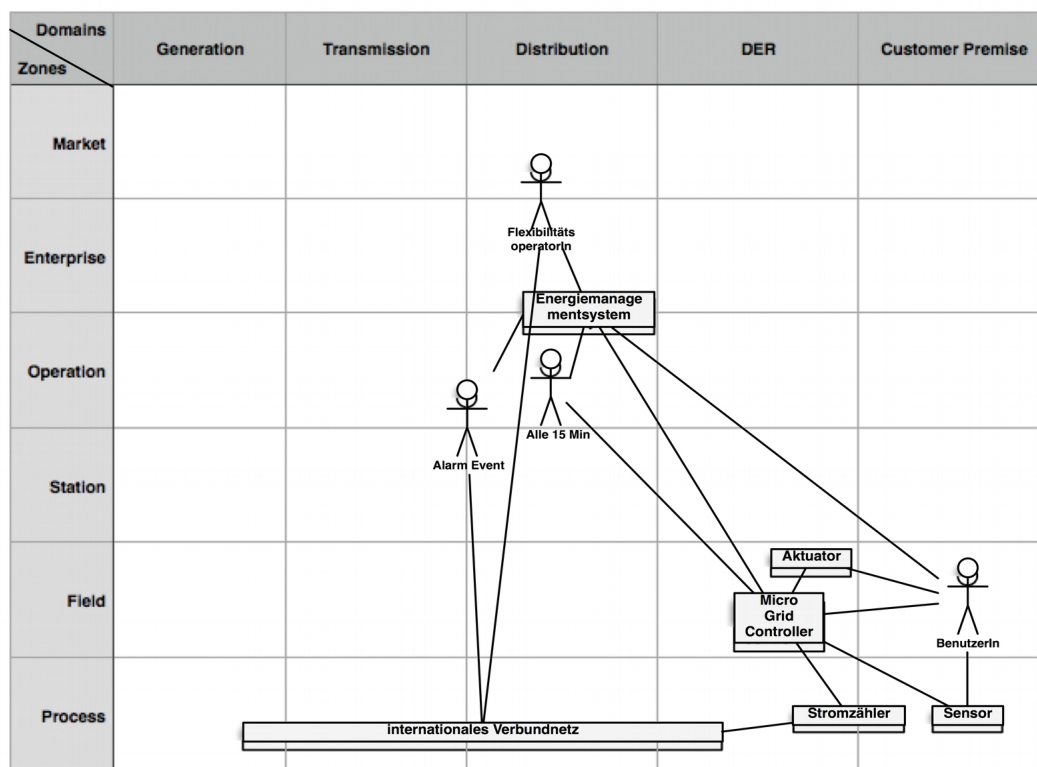 Domains
Zones
Generation
Transmission
Distribution
DER
Customer Premise
Market
Enterprise
Operation
Station
Field
Process
Flexibilitäts
operatorIn
Energiemanage
mentsystem
Alle 15 Min
Alarm Event
Aktuator
Micro
Grid
Controller
BenutzerIn
Stromzähler
Sensor
internationales Verbundnetz